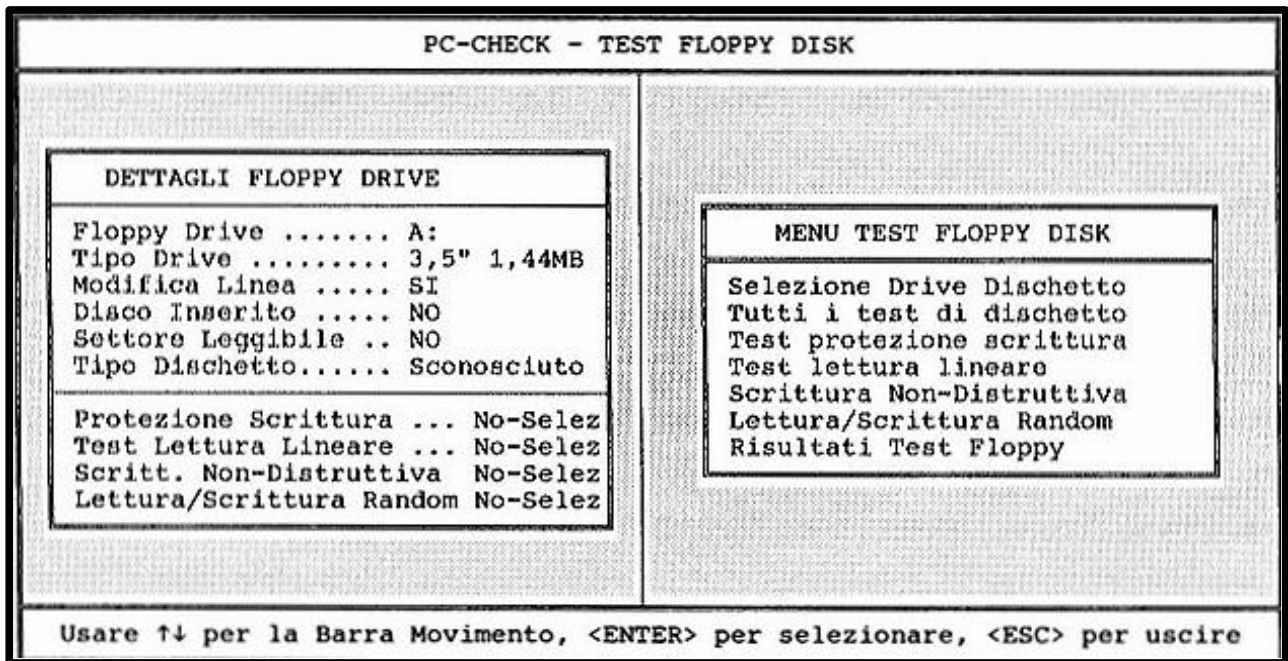 PC-CHECK - TEST FLOPPY DISK
DETTAGLI FLOPPY DRIVE
Floppy Drive ....... A:
Tipo Drive ......... 3,5" 1,44MB
Modifica Linea ..... SI
Disco Inserito ..... NO
Settore Leggibile .. NO
Tipo Dischetto...... Sconosciuto
Protezione Scrittura ... No-Selez
Test Lettura Lineare ... No-Selez
Scritt. Non-Distruttiva No-Selez
Lettura/Scrittura Random No-Selez
MENU TEST FLOPPY DISK
Selezione Drive Dischetto
Tutti i test di dischetto
Test protezione scrittura
Test lettura lineare
Scrittura Non-Distruttiva
Lettura/Scrittura Random
Risultati Test Floppy
Usare ↑↓ per la Barra Movimento, <ENTER> per selezionare, <ESC> per uscire